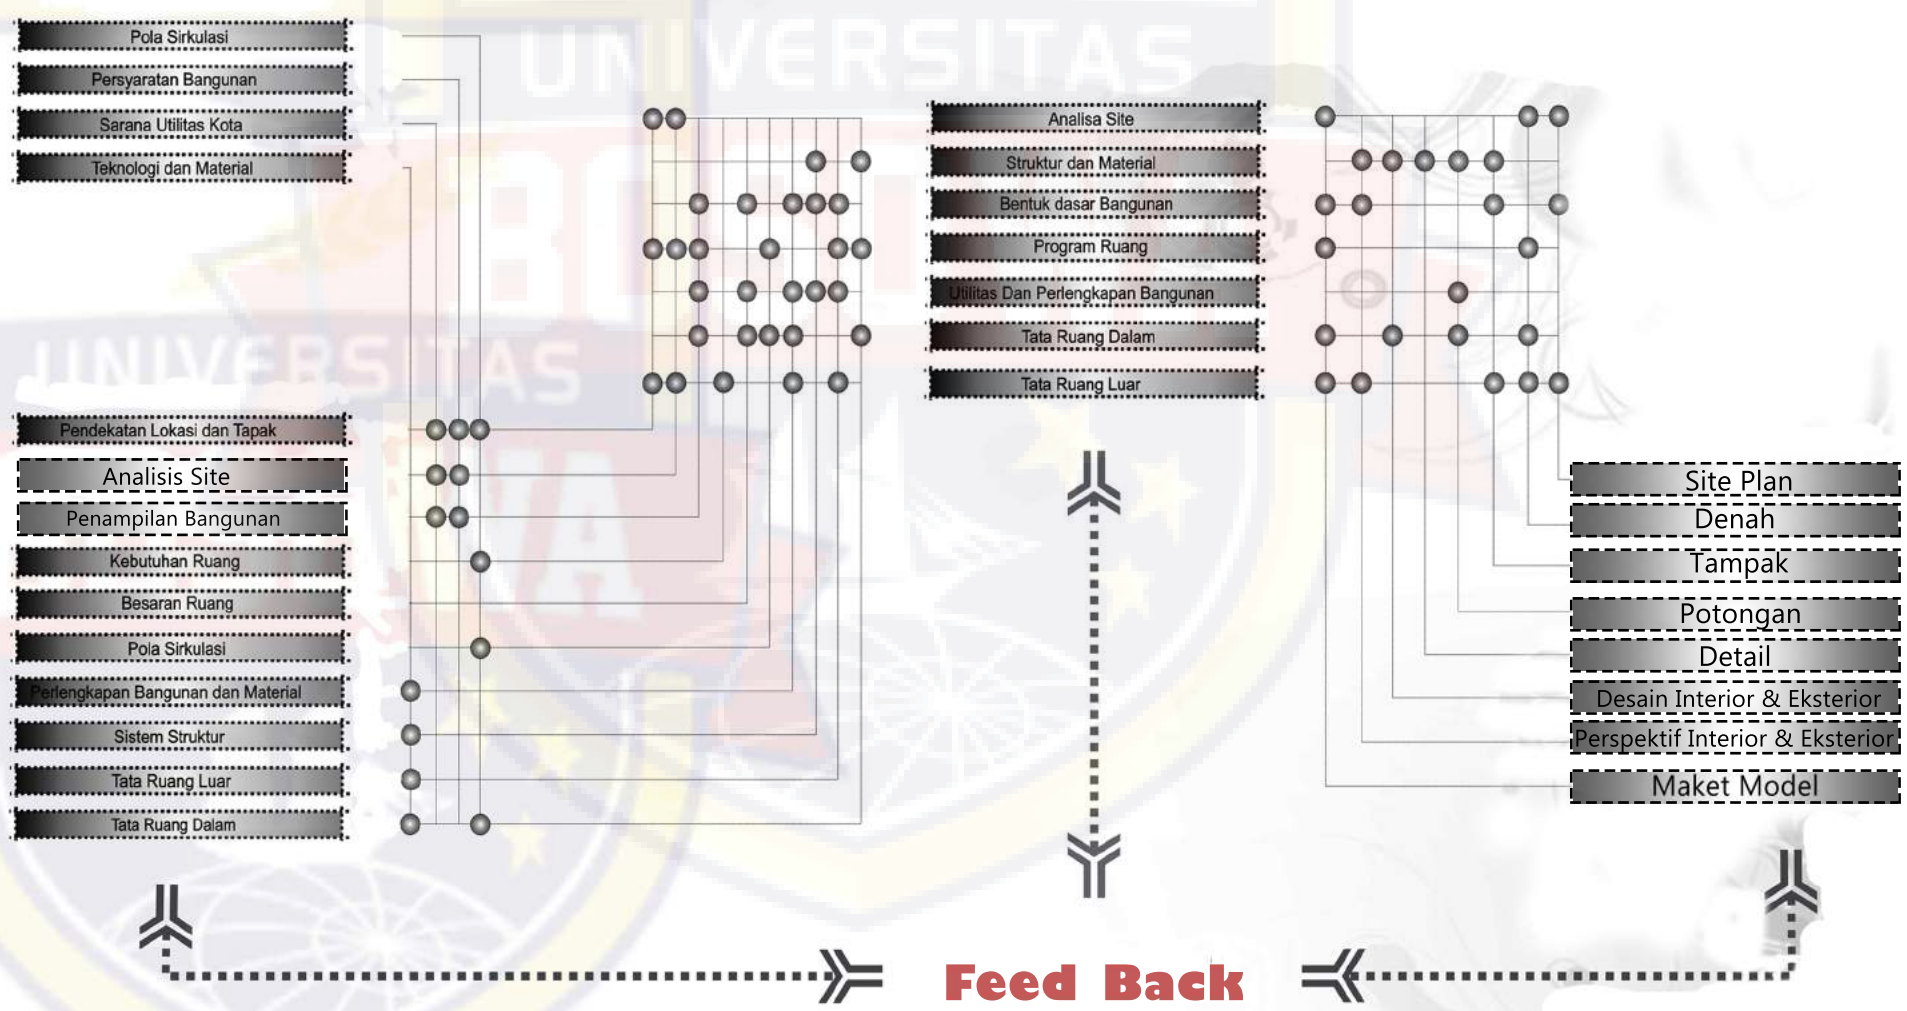 UNIVERSITAS
UNIVERSITAS
BOSOWA
Pola Sirkulasi
Persyaratan Bangunan
Sarana Utilitas Kota
Teknologi dan Material
Pendekatan Lokasi dan Tapak
Analisis Site
Penampilan Bangunan
Kebutuhan Ruang
Besaran Ruang
Pola Sirkulasi
Perlengkapan Bangunan dan Material
Sistem Struktur
Tata Ruang Luar
Tata Ruang Dalam
Analisa Site
Struktur dan Material
Bentuk dasar Bangunan
Program Ruang
Utilitas Dan Perlengkapan Bangunan
Tata Ruang Dalam
Tata Ruang Luar
Site Plan
Denah
Tampak
Potongan
Detail
Desain Interior & Eksterior
Perspektif Interior & Eksterior
Maket Model
Feed Back